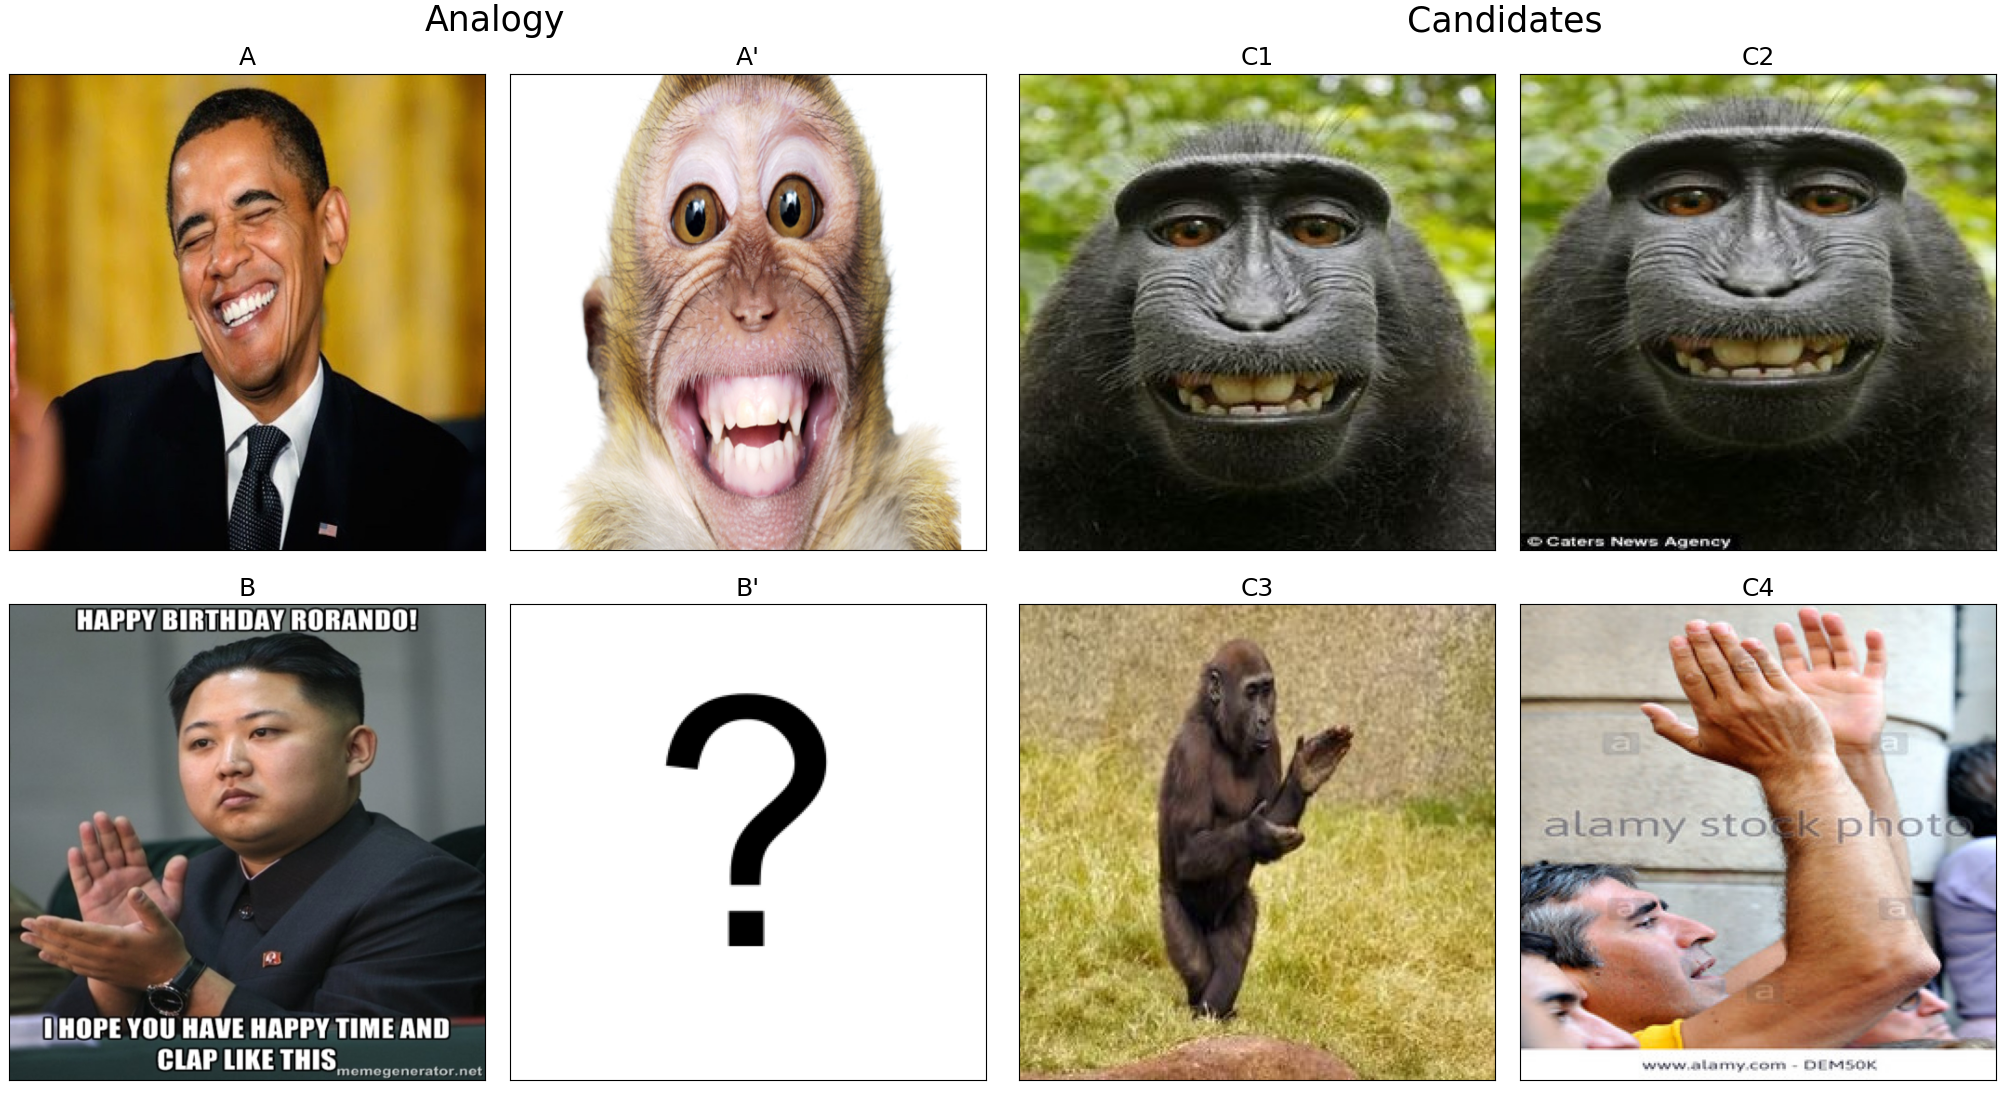 Analogy
Candidates
A
A'
C1
C2
© Caters News Agency
B
B'
C3
C4
HAPPY BIRTHDAY RORANDO!
I HOPE YOU HAVE HAPPY TIME AND
CLAP LIKE THIS
memegenerator.net
?
a
a
alamy stock photo
a
a
a
www.alamy.com - DEM50K